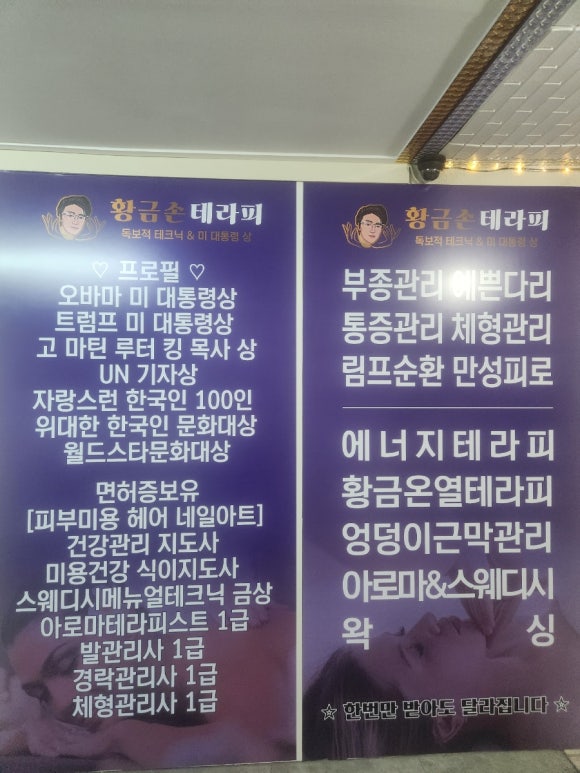 황금손 테라피
독보적 테크닉 & 미 대통령 상
♡ 프로필 ♡
오바마 미 대통령상
트럼프 미 대통령상
고 마틴 루터 킹 목사 상
UN 기자상
자랑스런 한국인 100인
위대한 한국인 문화대상
월드스타문화대상
면허증보유
[피부미용 헤어 네일아트]
건강관리 지도사
미용건강 식이지도사
스웨디시메뉴얼테크닉 금상
아로마테라피스트 1급
발관리사 1급
경락관리사 1급
체형관리사 1급
황금손 테라피
독보적 테크닉 & 미 대통령 상
부종관리 예쁜다리
통증관리 체형관리
림프순환 만성피로
에너지테라피
황금온열테라피
엉덩이근막관리
아로마&스웨디시
왁 싱
☆ 한번만 받아도 달라집니다 ☆